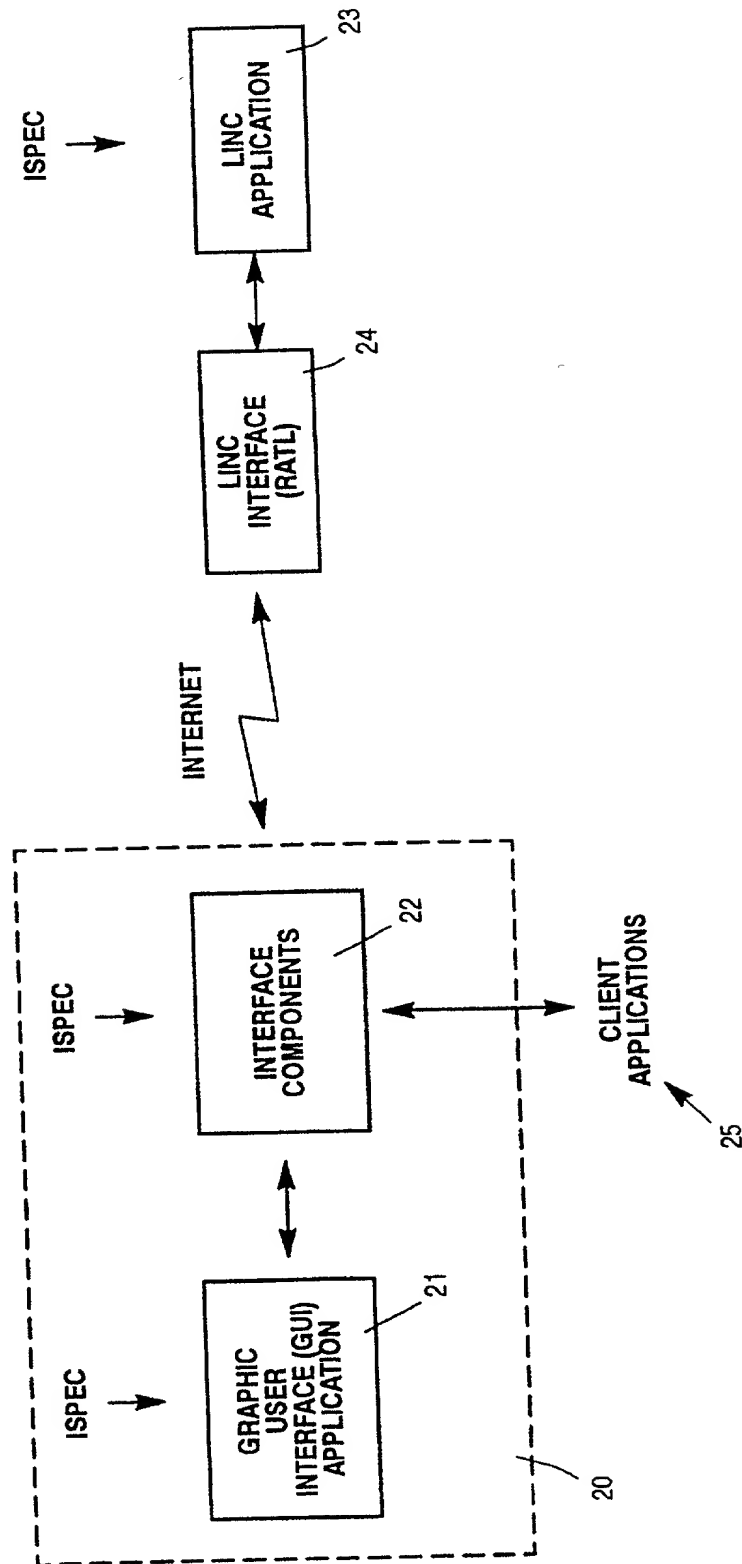 ISPEC
GRAPHIC
USER
INTERFACE (GUI)
APPLICATION
21
ISPEC
INTERFACE
COMPONENTS
22
20
CLIENT
APPLICATIONS
25
INTERNET
LINC
INTERFACE
(RATL)
24
ISPEC
LINC
APPLICATION
23